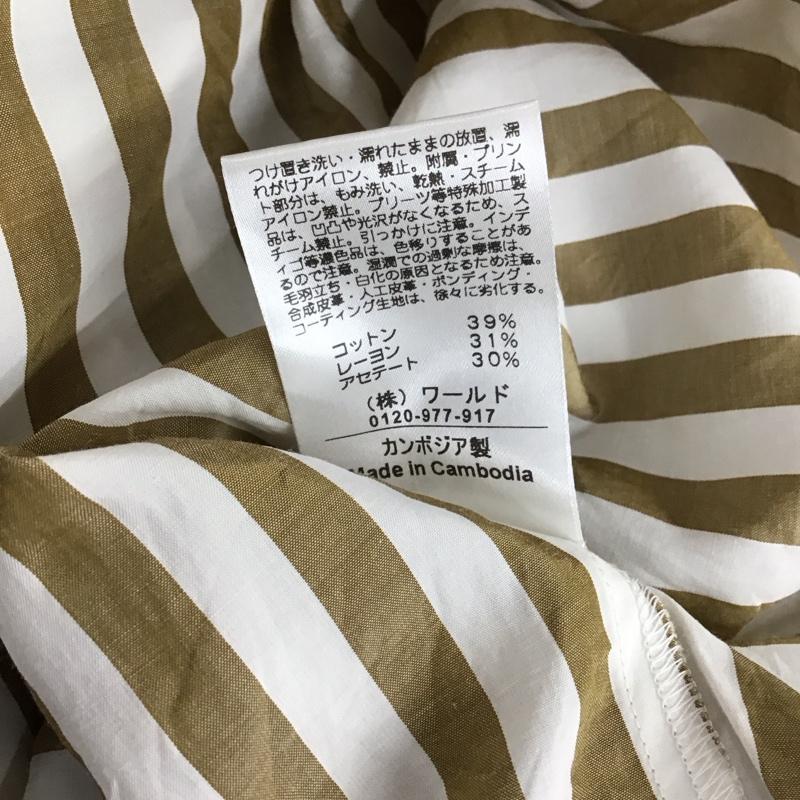 つけ置き洗い・濡れたままの放置、濡
れがけアイロン、禁止。附属・プリン
ト部分は、もみ洗い、乾熱・スチーム
アイロン禁止。プリーツ等特殊加工製
品は、凹凸や光沢がなくなるため、ス
チーム禁止。引っかけに注意。インデ
ィゴ等濃色品は、色移りすることがあ
るので注意。湿潤での過剰な摩擦は、
毛羽立ち・白化の原因となるため注意。
合成皮革・人工皮革・ボンディング・
コーティング生地は、徐々に劣化する。
コットン 39%
レーヨン 31%
アセテート 30%
(株) ワールド
0120-977-917
カンボジア製
Made in Cambodia